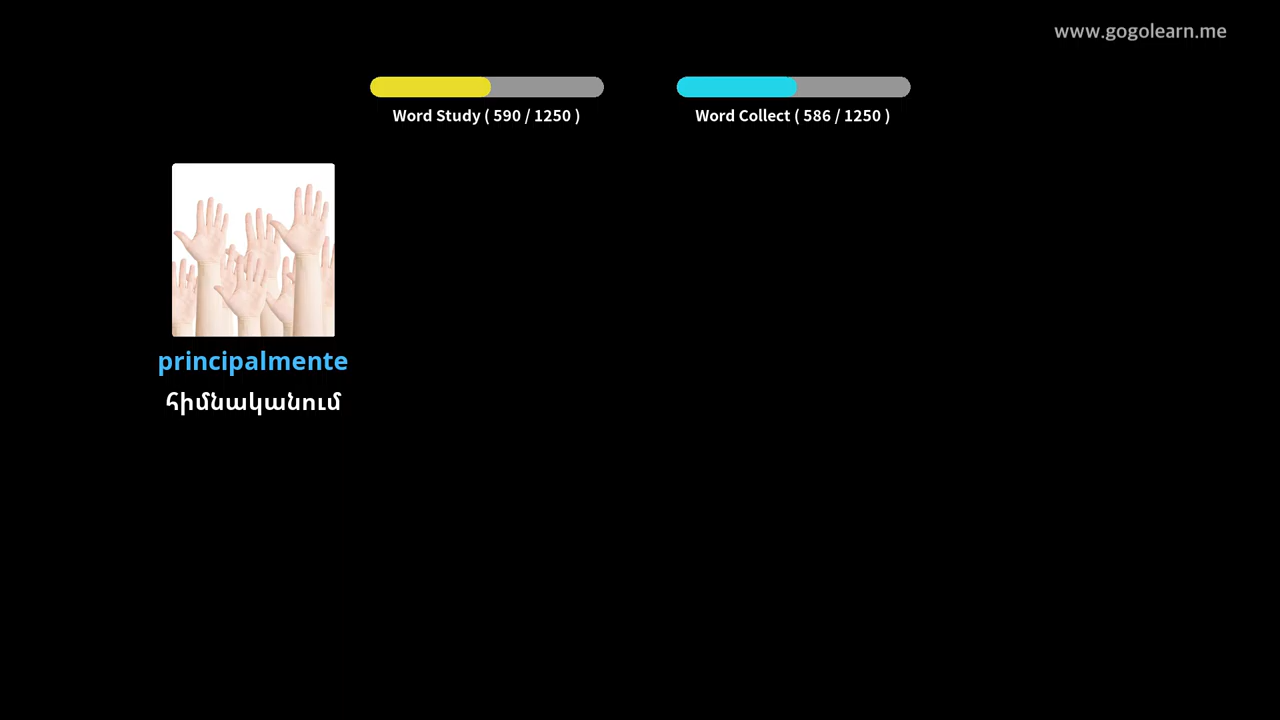 www.gogolearn.me
Word Study ( 590 / 1250 )
Word Collect ( 586 / 1250 )
principalmente
հիմնականում